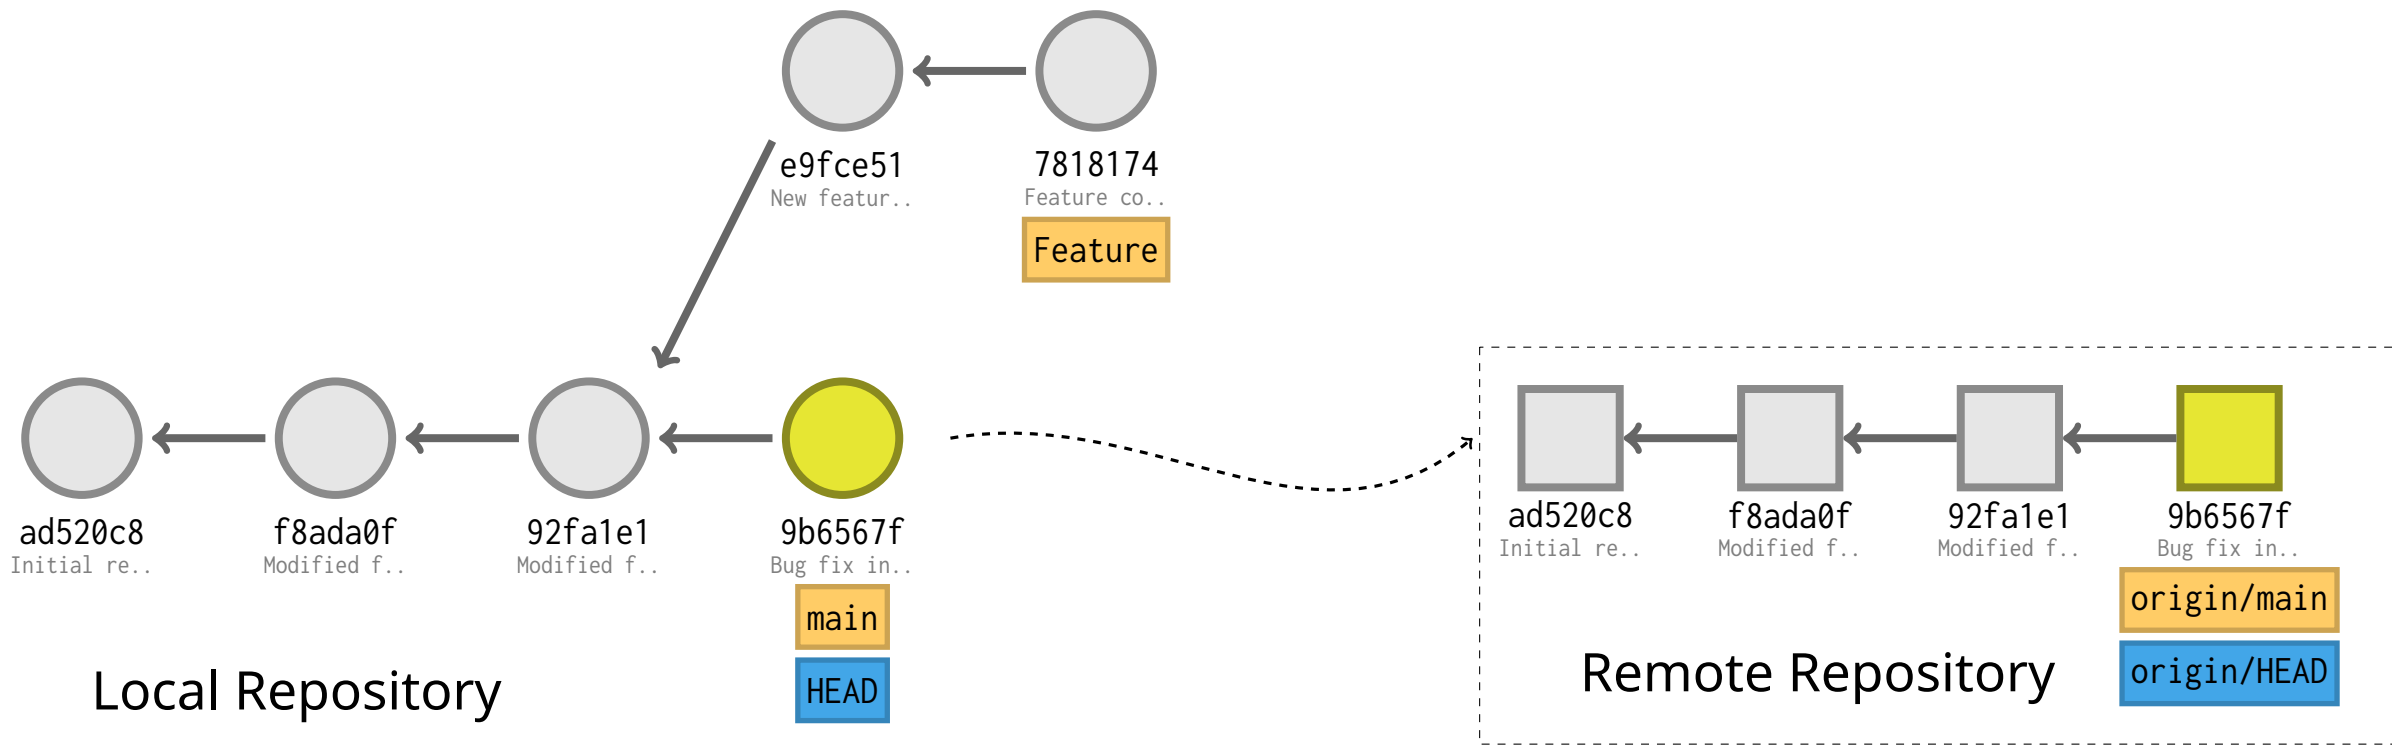 e9fce51
New featur..
7818174
Feature co..
Feature
ad520c8
Initial re..
f8ada0f
Modified f..
92fa1e1
Modified f..
9b6567f
Bug fix in..
main
HEAD
Local Repository
ad520c8
Initial re..
f8ada0f
Modified f..
92fa1e1
Modified f..
9b6567f
Bug fix in..
origin/main
origin/HEAD
Remote Repository